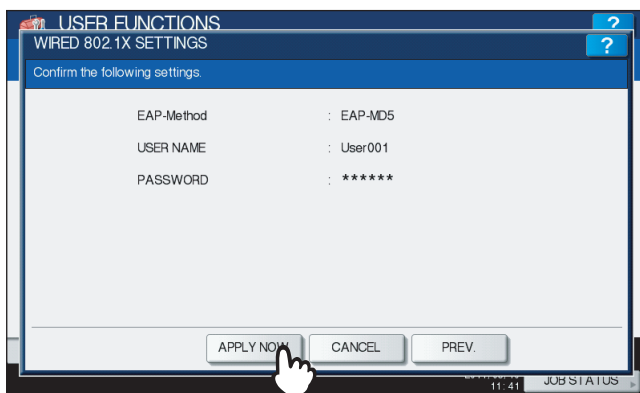 USER FUNCTIONS
?
WIRED 802.1X SETTINGS
?
Confirm the following settings.
EAP-Method : EAP-MD5
USER NAME : User001
PASSWORD : ******
APPLY NOW CANCEL PREV.
11:41
JOB STATUS